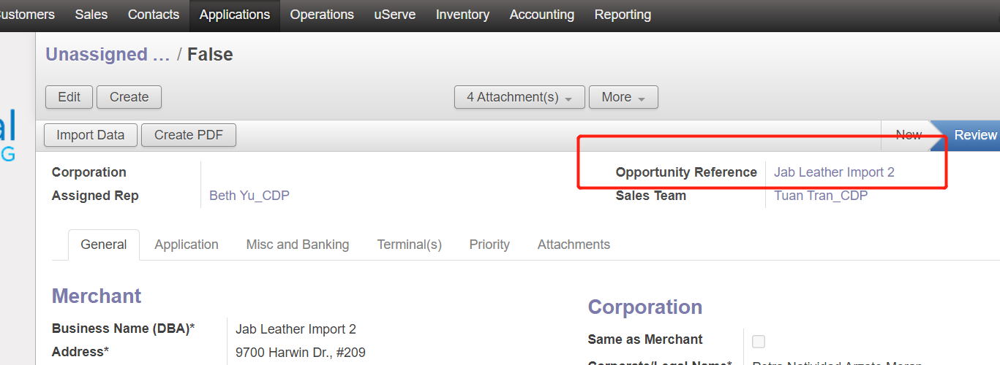 ustomers Sales Contacts Applications Operations uServe Inventory Accounting Reporting
Unassigned … / False
Edit Create 4 Attachment(s) More
al
G
Import Data Create PDF New Review
Corporation Opportunity Reference Jab Leather Import 2
Assigned Rep Beth Yu_CDP Sales Team Tuan Tran_CDP
General Application Misc and Banking Terminal(s) Priority Attachments
Merchant
Corporation
Business Name (DBA)* Jab Leather Import 2
Same as Merchant
Address* 9700 Harwin Dr., #209
Corporate/Legal Name*